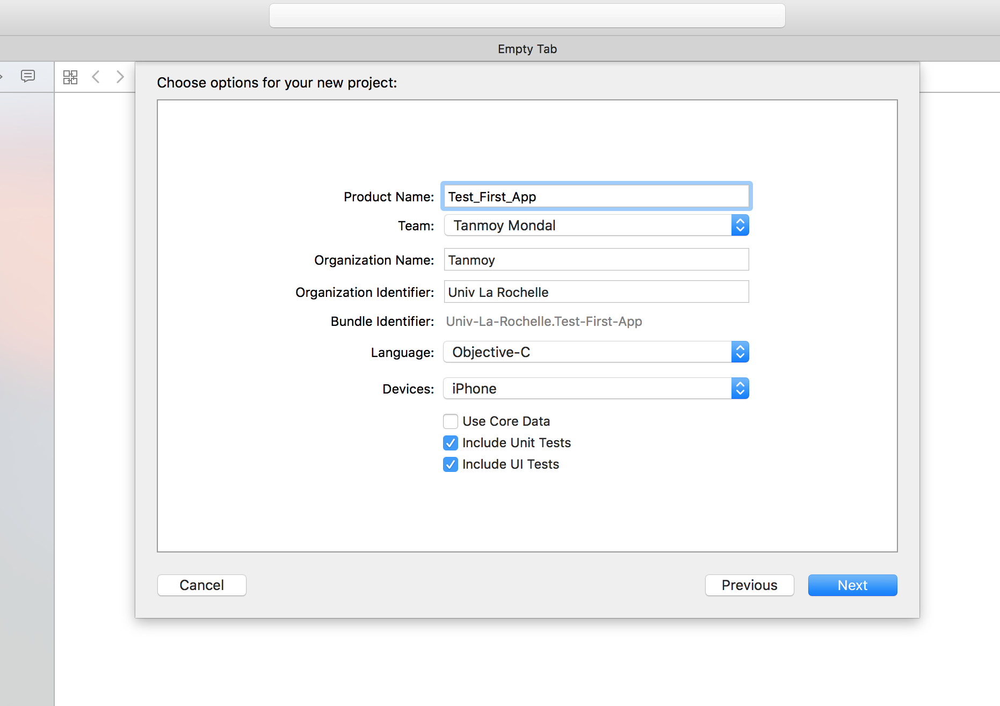 Empty Tab
Choose options for your new project:
Product Name: Test_First_App
Team: Tanmoy Mondal
Organization Name: Tanmoy
Organization Identifier: Univ La Rochelle
Bundle Identifier: Univ-La-Rochelle.Test-First-App
Language: Objective-C
Devices: iPhone
Use Core Data
Include Unit Tests
Include UI Tests
Cancel Previous Next